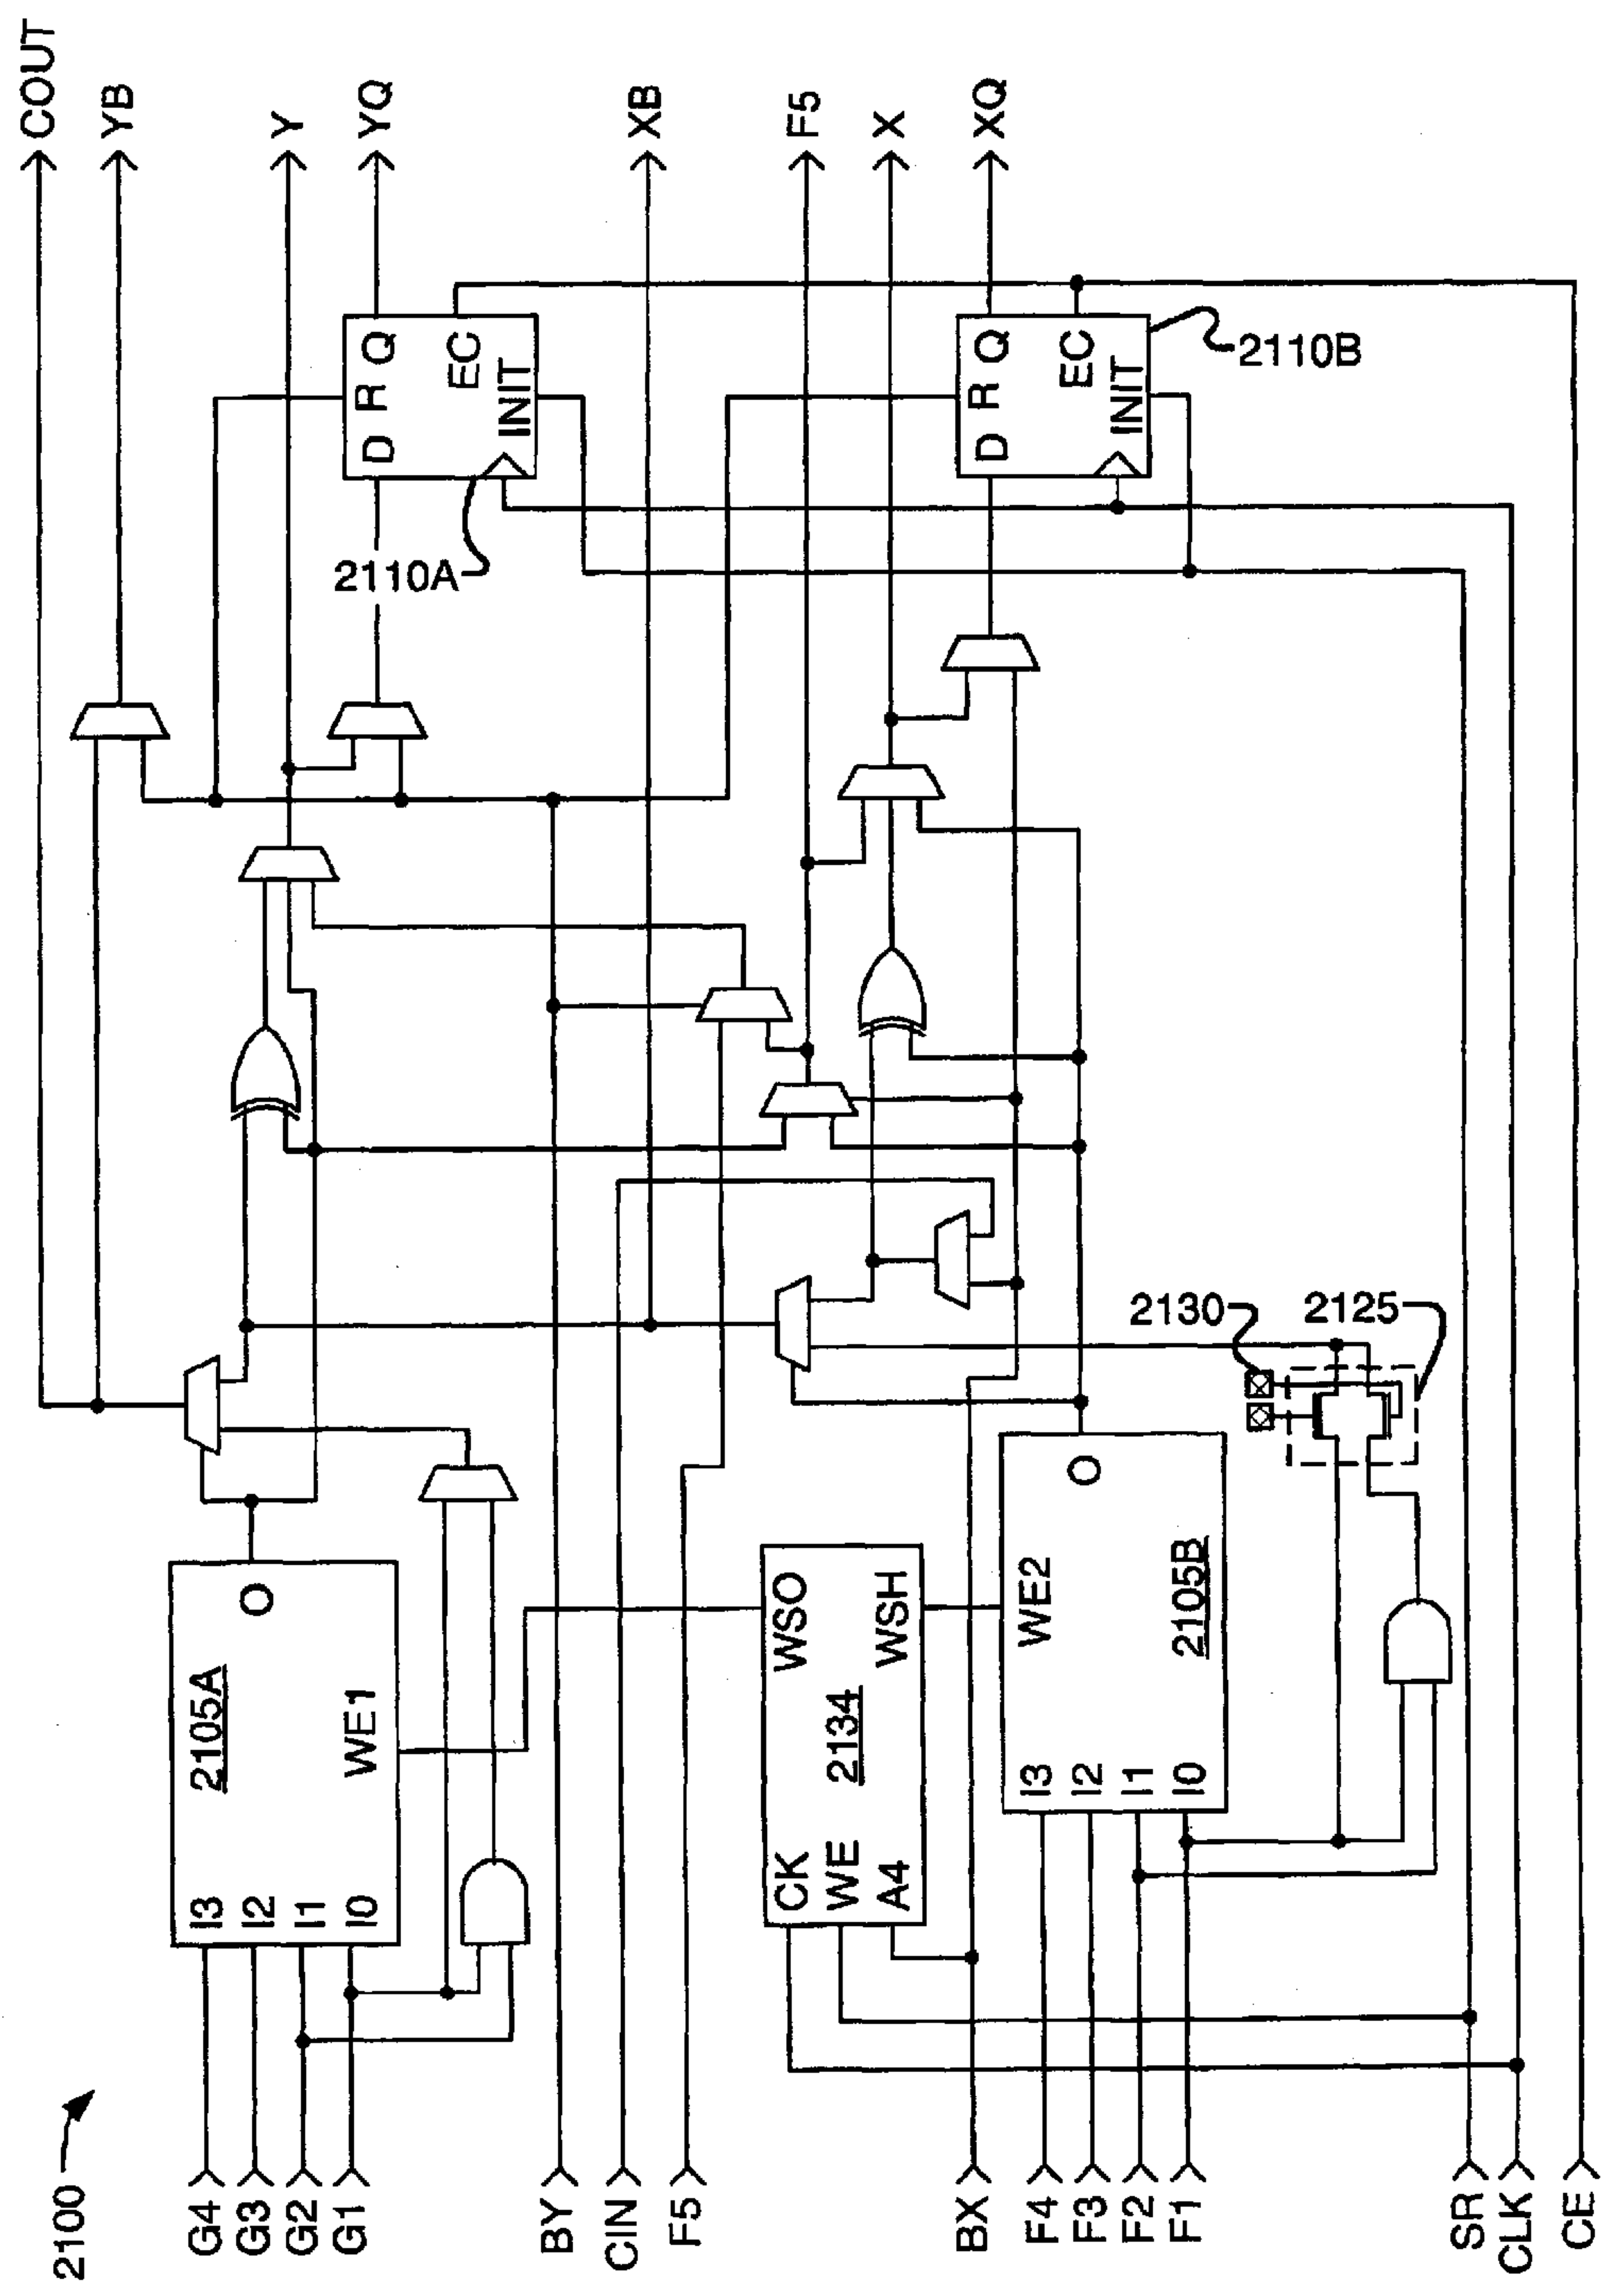 2100
G4
G3
G2
G1
BY
CIN
F5
BX
F4
F3
F2
F1
SR
CLK
CE
2105A
I3
I2
I1
I0
O
WE1
2134
CK
WE
A4
WSO
WSH
2105B
I3
I2
I1
I0
WE2
O
2130
2125
2110A
D R Q
EC
INIT
2110B
D R Q
EC
INIT
COUT
YB
Y
YQ
XB
F5
X
XQ